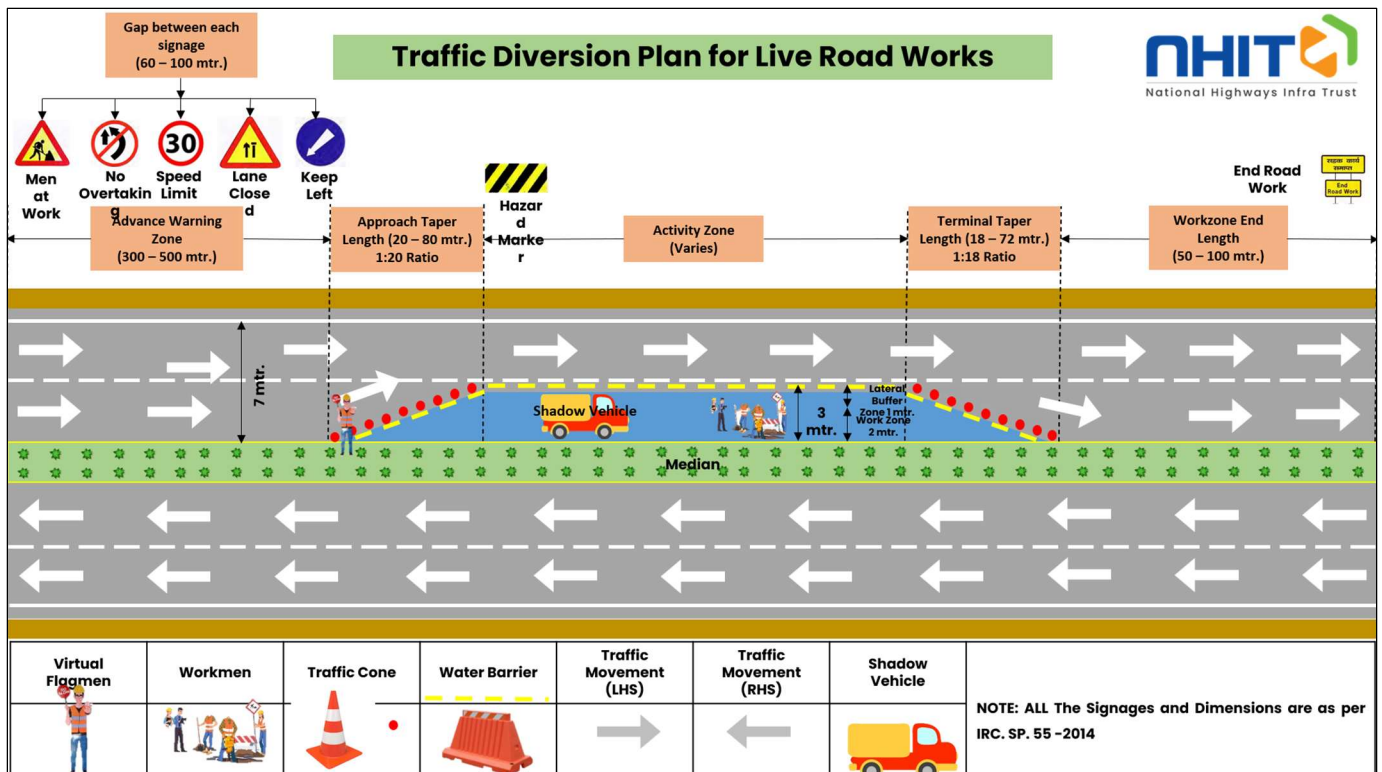 Gap between each
signage
(60 – 100 mtr.)
Traffic Diversion Plan for Live Road Works
NHIT
National Highways Infra Trust
30
Men
at
Work
No
Overtakin
g
Speed
Limit
Lane
Close
d
Keep
Left
Hazar
d
Marke
r
End Road
Work
सड़क कार्य
समाप्त
End
Road Work
Advance Warning
Zone
(300 – 500 mtr.)
Approach Taper
Length (20 – 80 mtr.)
1:20 Ratio
Activity Zone
(Varies)
Terminal Taper
Length (18 – 72 mtr.)
1:18 Ratio
Workzone End
Length
(50 – 100 mtr.)
7 mtr.
Shadow Vehicle
3
mtr.
Lateral
Buffer
Zone 1 mtr.
Work Zone
2 mtr.
Median
Virtual
Flagmen
Workmen
Traffic Cone
Water Barrier
Traffic
Movement
(LHS)
Traffic
Movement
(RHS)
Shadow
Vehicle
NOTE: ALL The Signages and Dimensions are as per
IRC. SP. 55 -2014